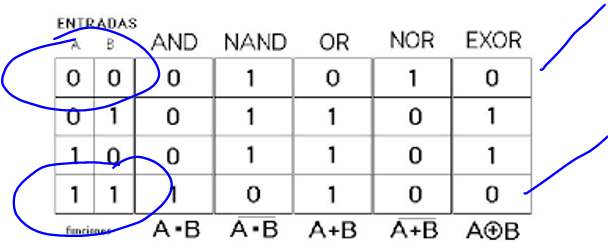 ENTRADAS
A B AND NAND OR NOR EXOR
0 0 0 1 0 1 0
0 1 0 1 1 0 1
1 0 0 1 1 0 1
1 1 1 0 1 0 0
funciones A·B A·B A+B A+B A⊕B